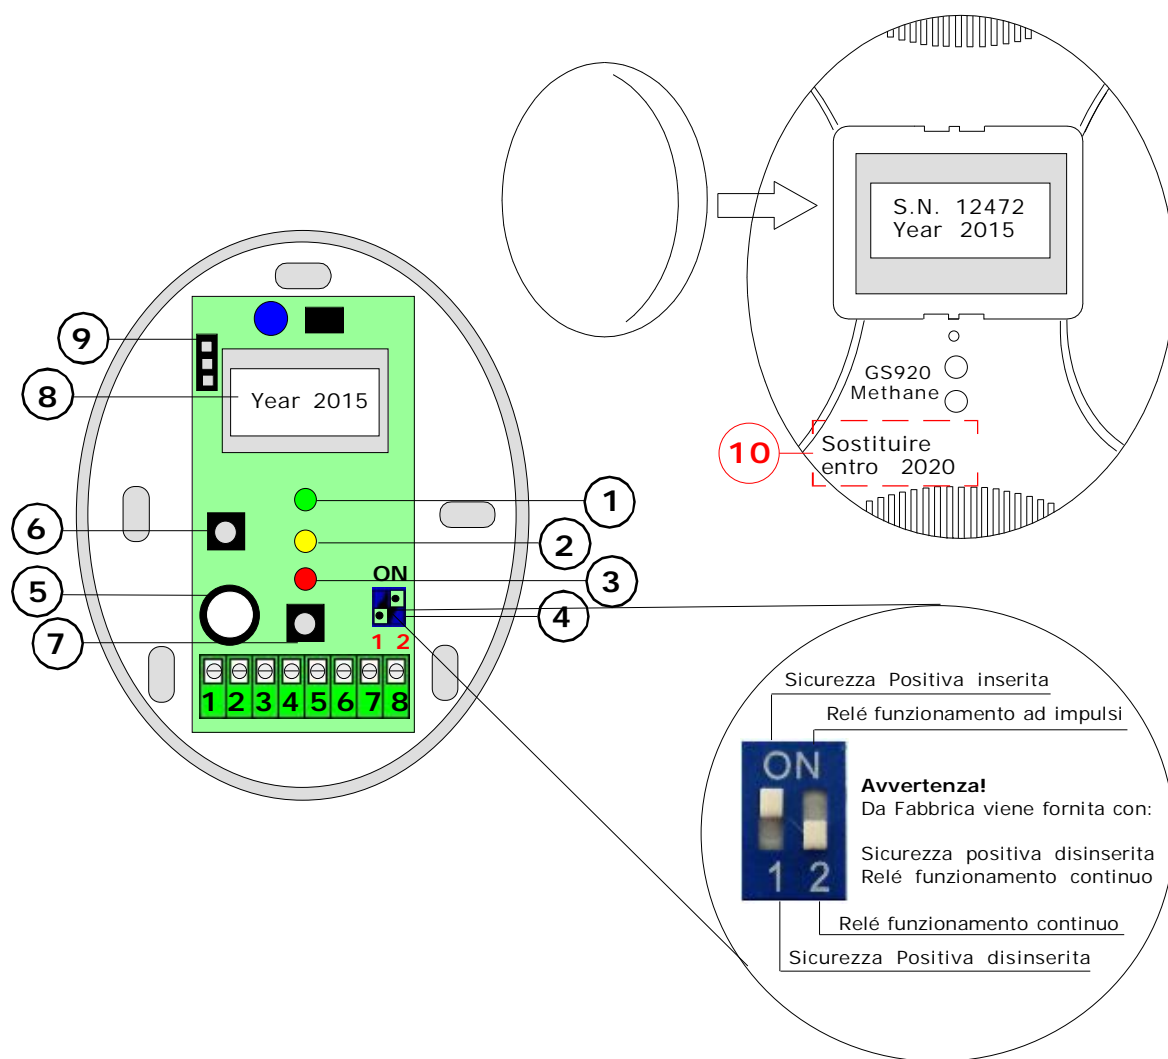 S.N. 12472
Year 2015
GS920
Methane
10
Sostituire
entro 2020
9
8
Year 2015
1
6
2
ON
3
5
4
7
1 2
1 2 3 4 5 6 7 8
Sicurezza Positiva inserita
Relé funzionamento ad impulsi
ON
1 2
Avvertenza!
Da Fabbrica viene fornita con:
Sicurezza positiva disinserita
Relé funzionamento continuo
Relé funzionamento continuo
Sicurezza Positiva disinserita